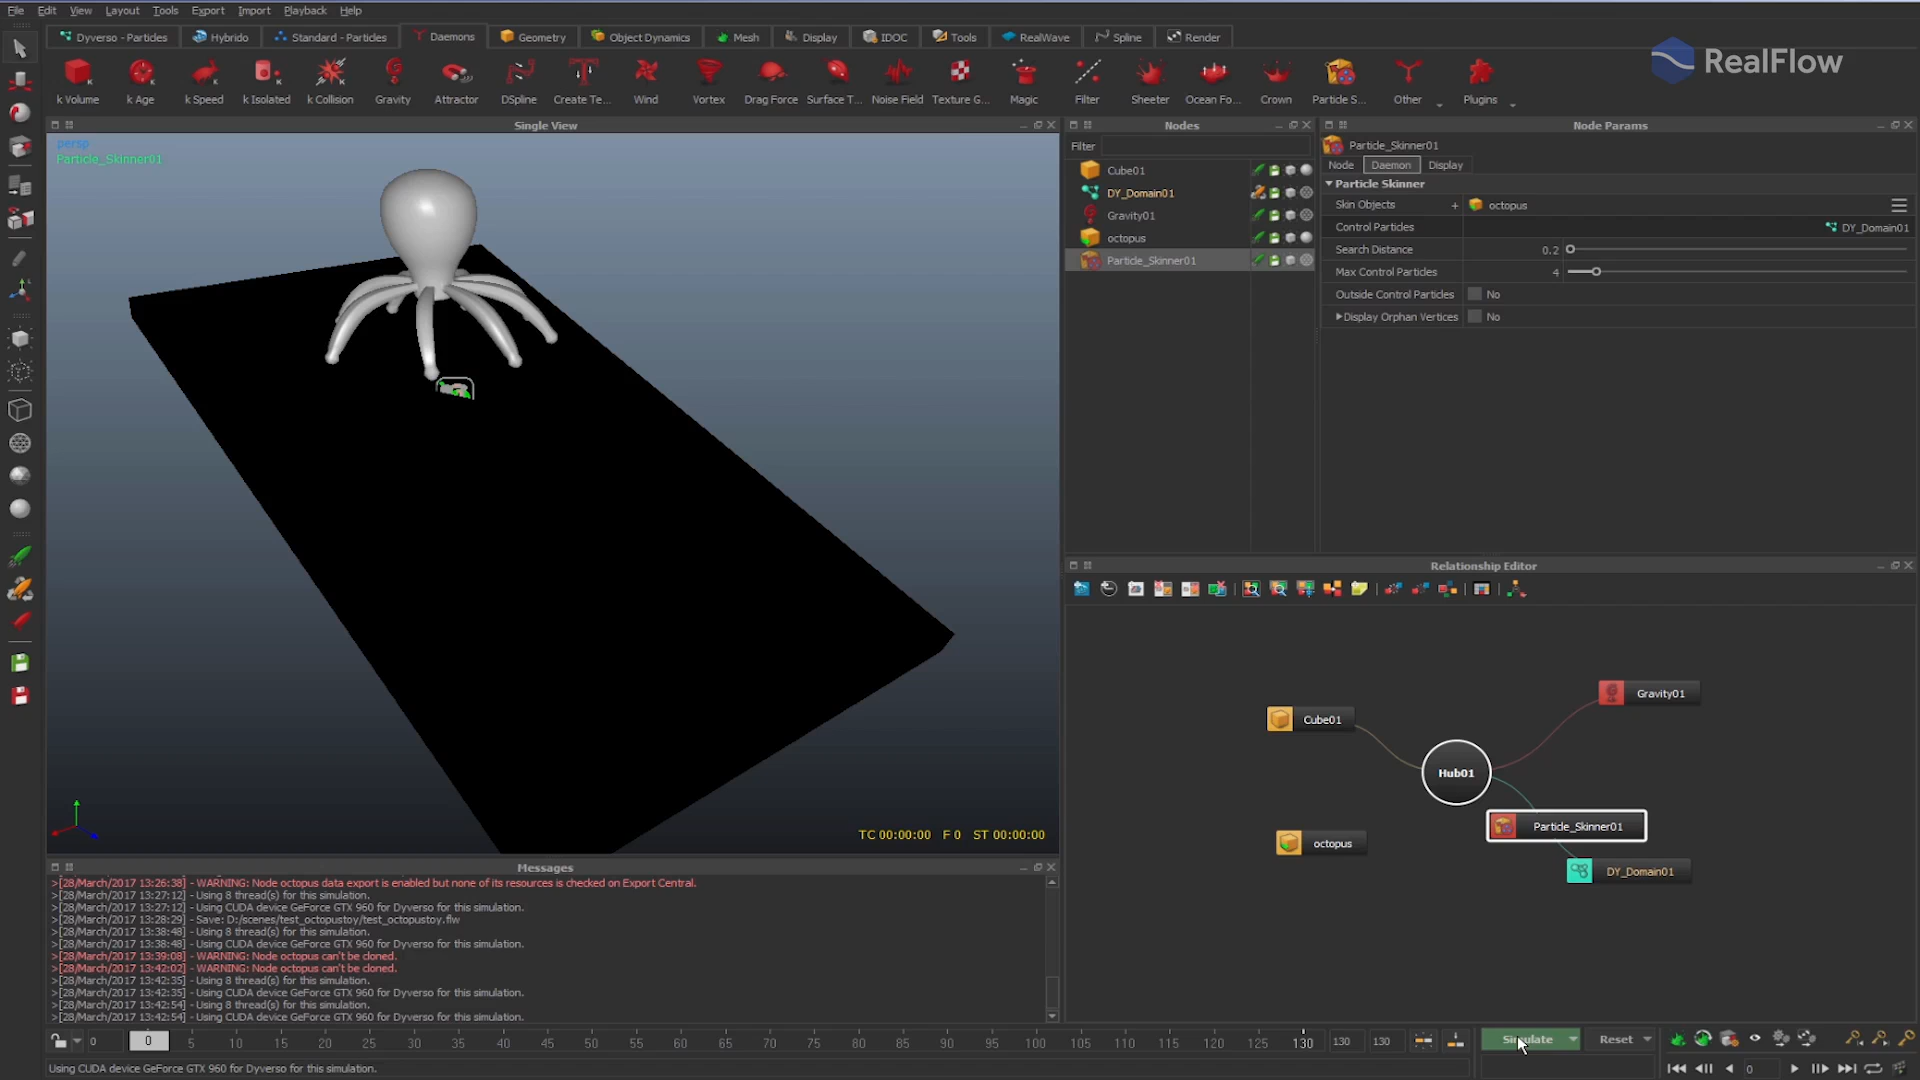 File Edit View Layout Tools Export Import Playback Help
Dyverso - Particles Hybrido Standard - Particles Daemons Geometry Object Dynamics Mesh Display IDOC Tools RealWave Spline Render
RealFlow
k Volume k Age k Speed k Isolated k Collision Gravity Attractor DSpline Create Te... Wind Vortex Drag Force Surface T... Noise Field Texture G... Magic Filter Sheeter Ocean Fo... Crown Particle S... Other Plugins
Single View
persp
Particle_Skinner01
TC 00:00:00 F 0 ST 00:00:00
Nodes
Filter
Cube01
DY_Domain01
Gravity01
octopus
Particle_Skinner01
Node Params
Particle_Skinner01
Node Daemon Display
Particle Skinner
Skin Objects + octopus
Control Particles DY_Domain01
Search Distance 0.2
Max Control Particles 4
Outside Control Particles No
Display Orphan Vertices No
Relationship Editor
Gravity01
Cube01
Hub01
Particle_Skinner01
octopus
DY_Domain01
Messages
>[28/March/2017 13:26:38] - WARNING: Node octopus data export is enabled but none of its resources is checked on Export Central.
>[28/March/2017 13:27:12] - Using 8 thread(s) for this simulation.
>[28/March/2017 13:27:12] - Using CUDA device GeForce GTX 960 for Dyverso for this simulation.
>[28/March/2017 13:28:29] - Save: D:/scenes/test_octopustoy/test_octopustoy.flw
>[28/March/2017 13:38:48] - Using 8 thread(s) for this simulation.
>[28/March/2017 13:38:48] - Using CUDA device GeForce GTX 960 for Dyverso for this simulation.
>[28/March/2017 13:39:08] - WARNING: Node octopus can't be cloned.
>[28/March/2017 13:42:02] - WARNING: Node octopus can't be cloned.
>[28/March/2017 13:42:35] - Using 8 thread(s) for this simulation.
>[28/March/2017 13:42:35] - Using CUDA device GeForce GTX 960 for Dyverso for this simulation.
>[28/March/2017 13:42:54] - Using 8 thread(s) for this simulation.
>[28/March/2017 13:42:54] - Using CUDA device GeForce GTX 960 for Dyverso for this simulation.
0 0 5 10 15 20 25 30 35 40 45 50 55 60 65 70 75 80 85 90 95 100 105 110 115 120 125 130 130 130
Simulate Reset
Using CUDA device GeForce GTX 960 for Dyverso for this simulation.
0